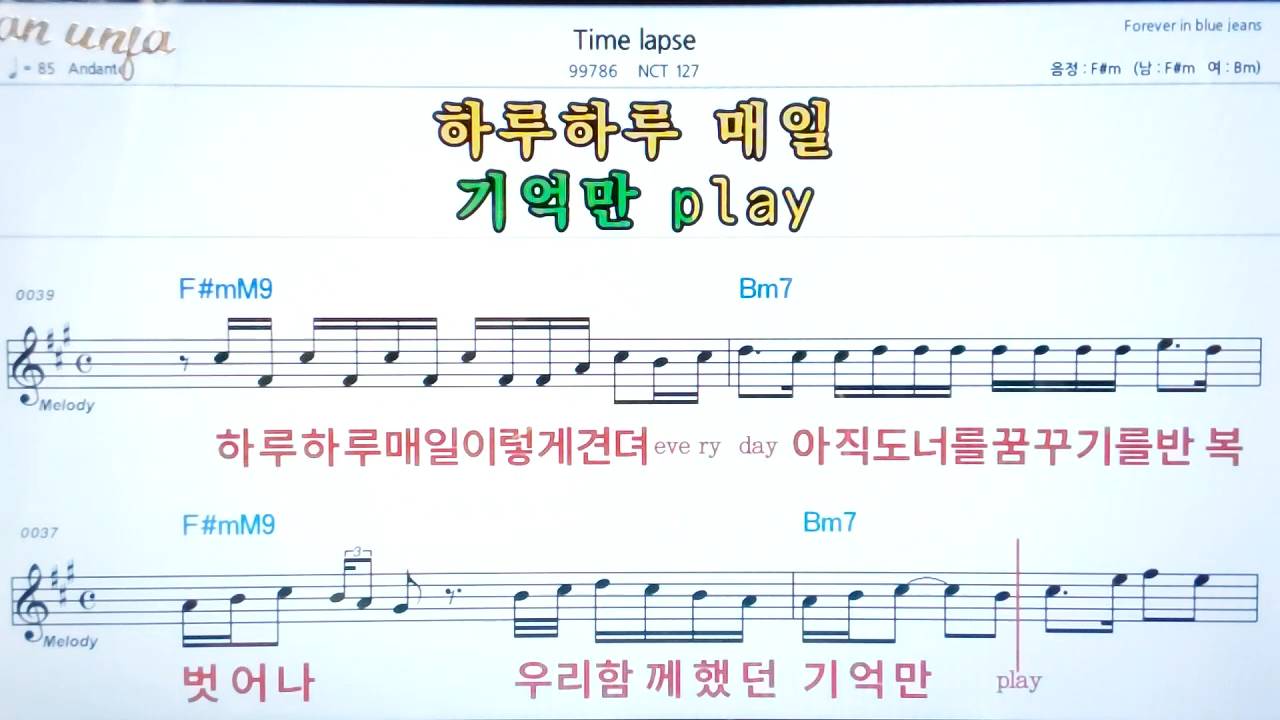 an unja
Time lapse
Forever in blue jeans
♩= 85 Andante
99786 NCT 127
음정 : F#m (남 : F#m 여 : Bm)
하루하루 매일
기억만 play
0039
F#mM9
Bm7
Melody
하루하루매일이렇게견뎌 eve ry day 아직도너를꿈꾸기를반 복
0037
F#mM9
3
Bm7
Melody
벗 어 나 우리함 께 했 던 기 억 만 play